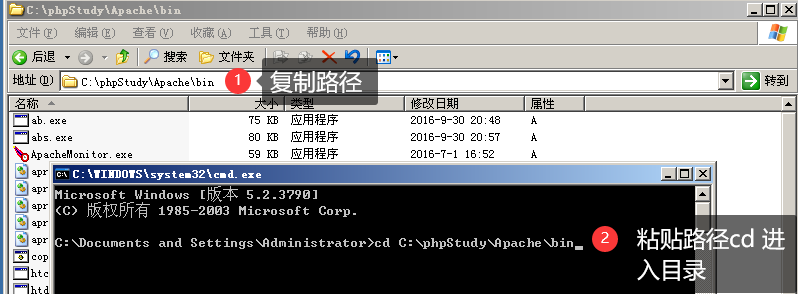 C:\phpStudy\Apache\bin
文件(F) 编辑(E) 查看(V) 收藏(A) 工具(T) 帮助(H)
后退 搜索 文件夹
地址(D) C:\phpStudy\Apache\bin 转到
1 复制路径
名称 大小 类型 修改日期 属性
ab.exe 75 KB 应用程序 2016-9-30 20:48 A
abs.exe 80 KB 应用程序 2016-9-30 20:57 A
ApacheMonitor.exe 59 KB 应用程序 2016-7-1 16:52 A
apr
apr
apr
apr
apr
cop
htc
htd
C:\WINDOWS\system32\cmd.exe
Microsoft Windows [版本 5.2.3790]
(C) 版权所有 1985-2003 Microsoft Corp.
C:\Documents and Settings\Administrator>cd C:\phpStudy\Apache\bin_
2 粘贴路径cd 进
入目录